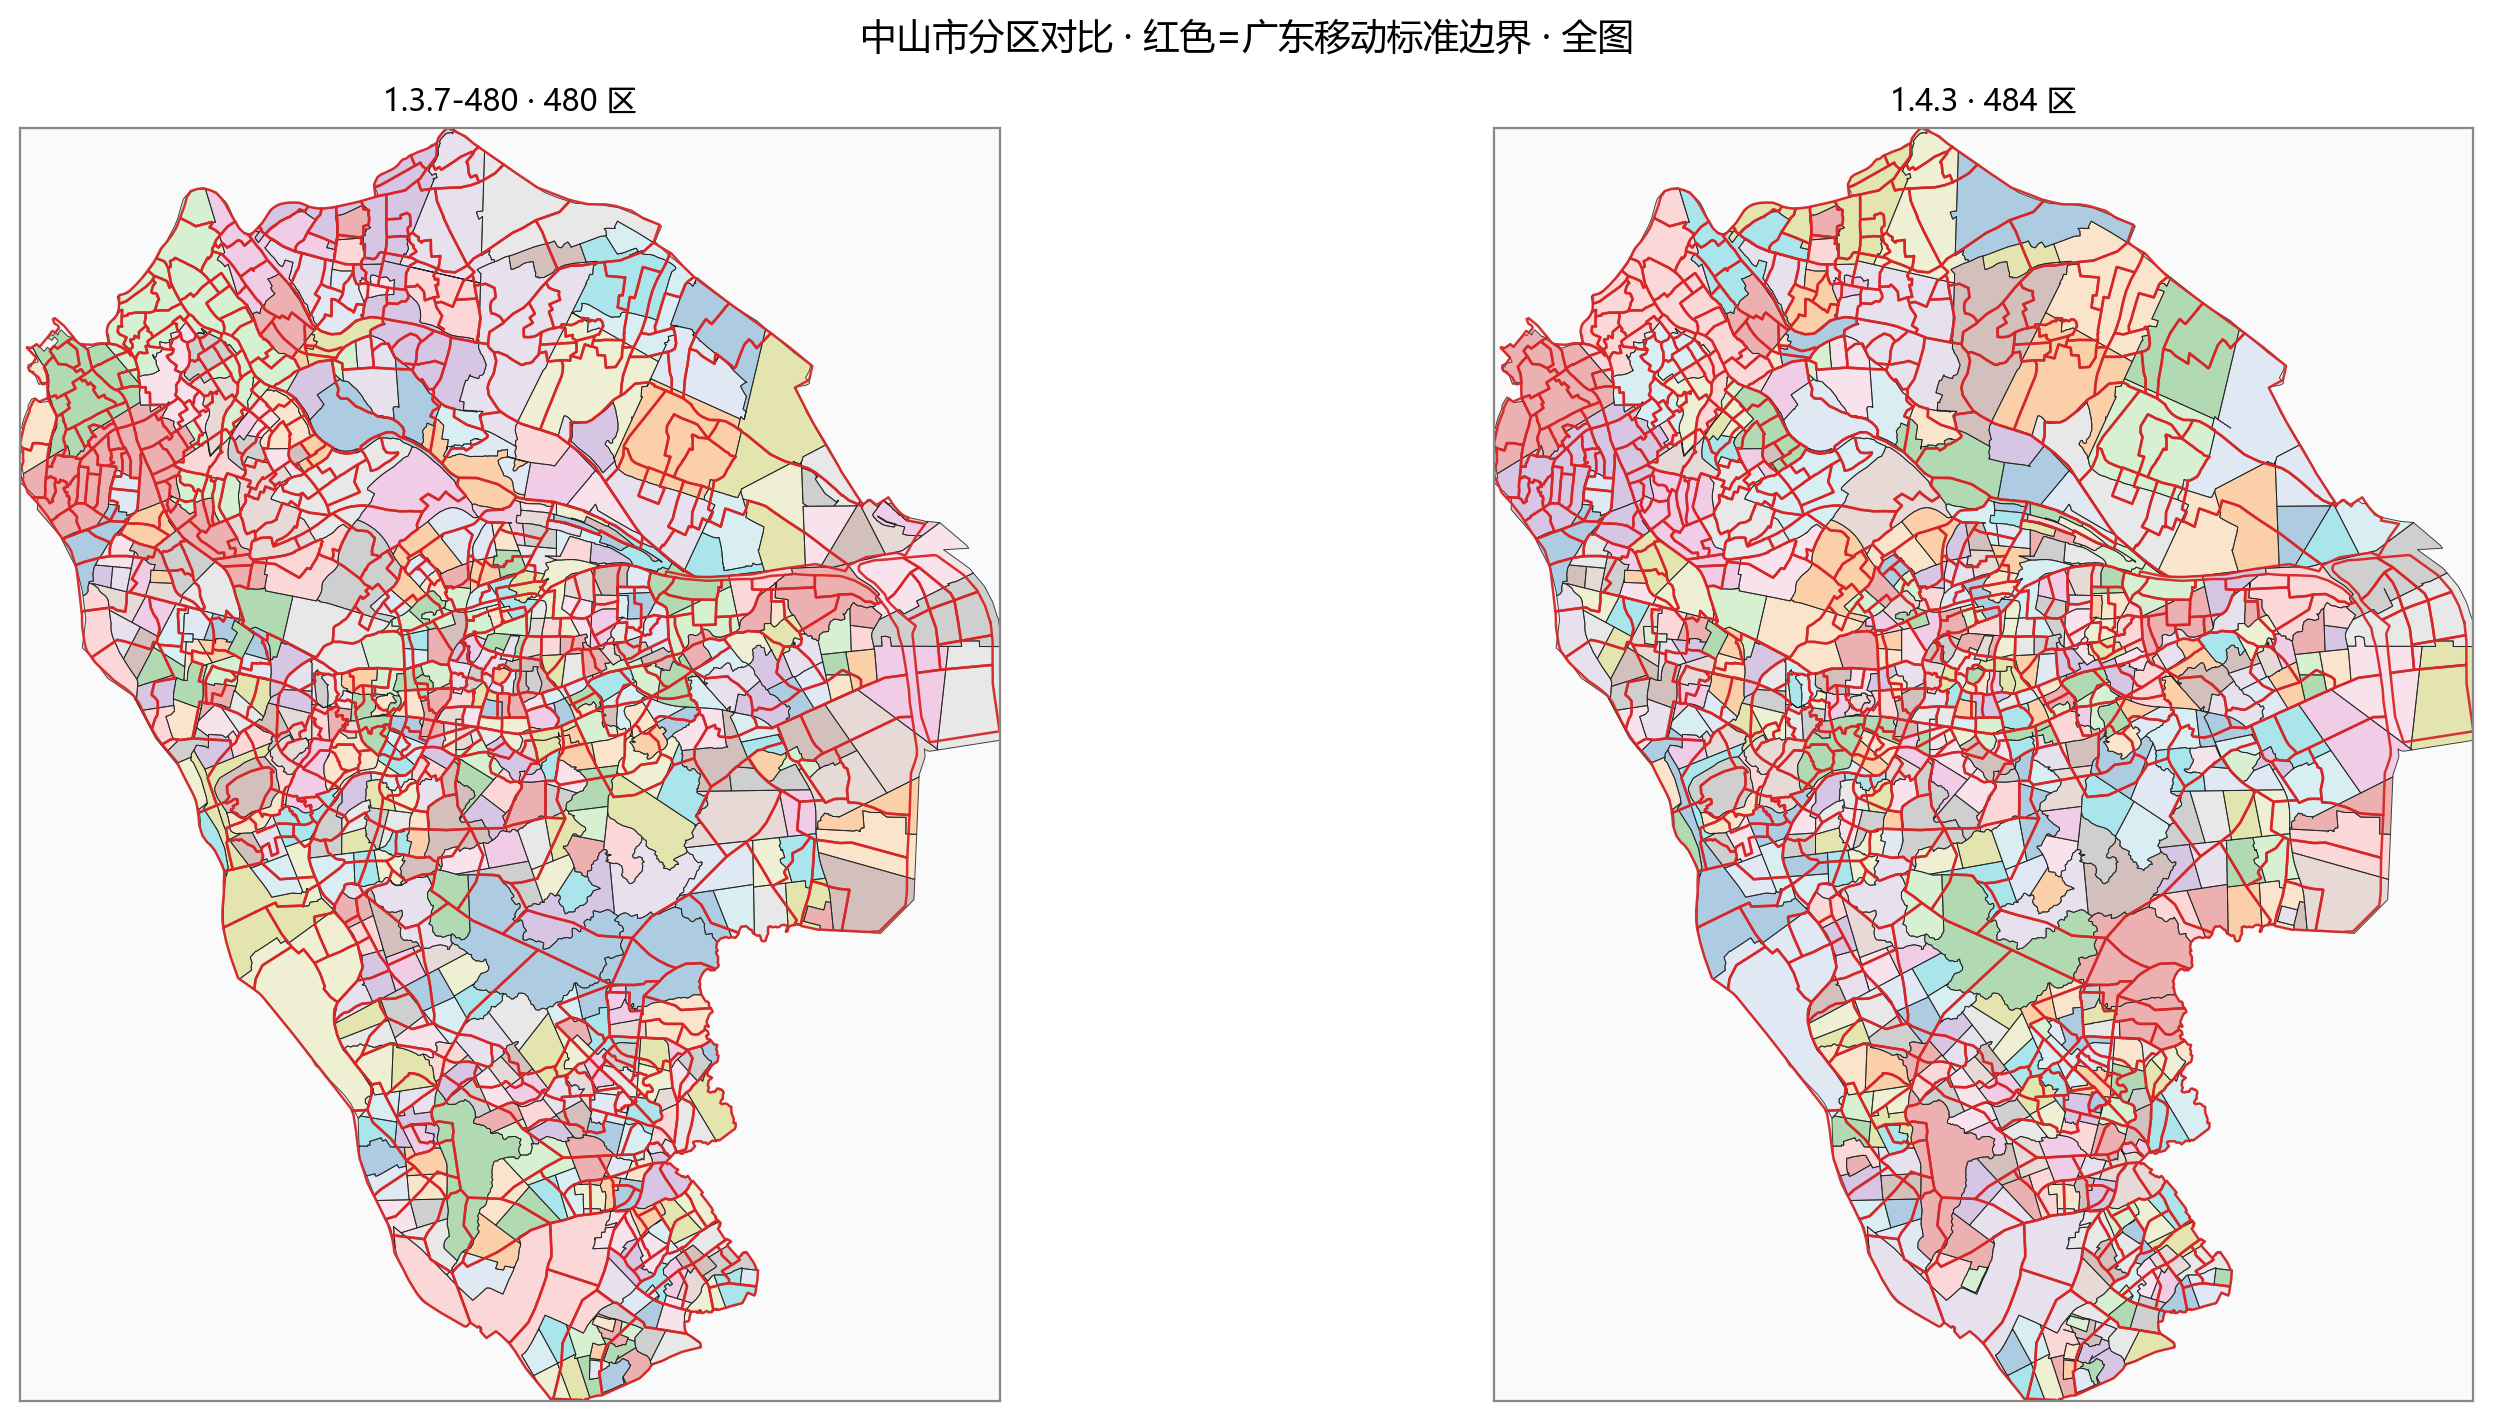 中山市分区对比 · 红色=广东移动标准边界 · 全图
1.3.7-480 · 480 区
1.4.3 · 484 区